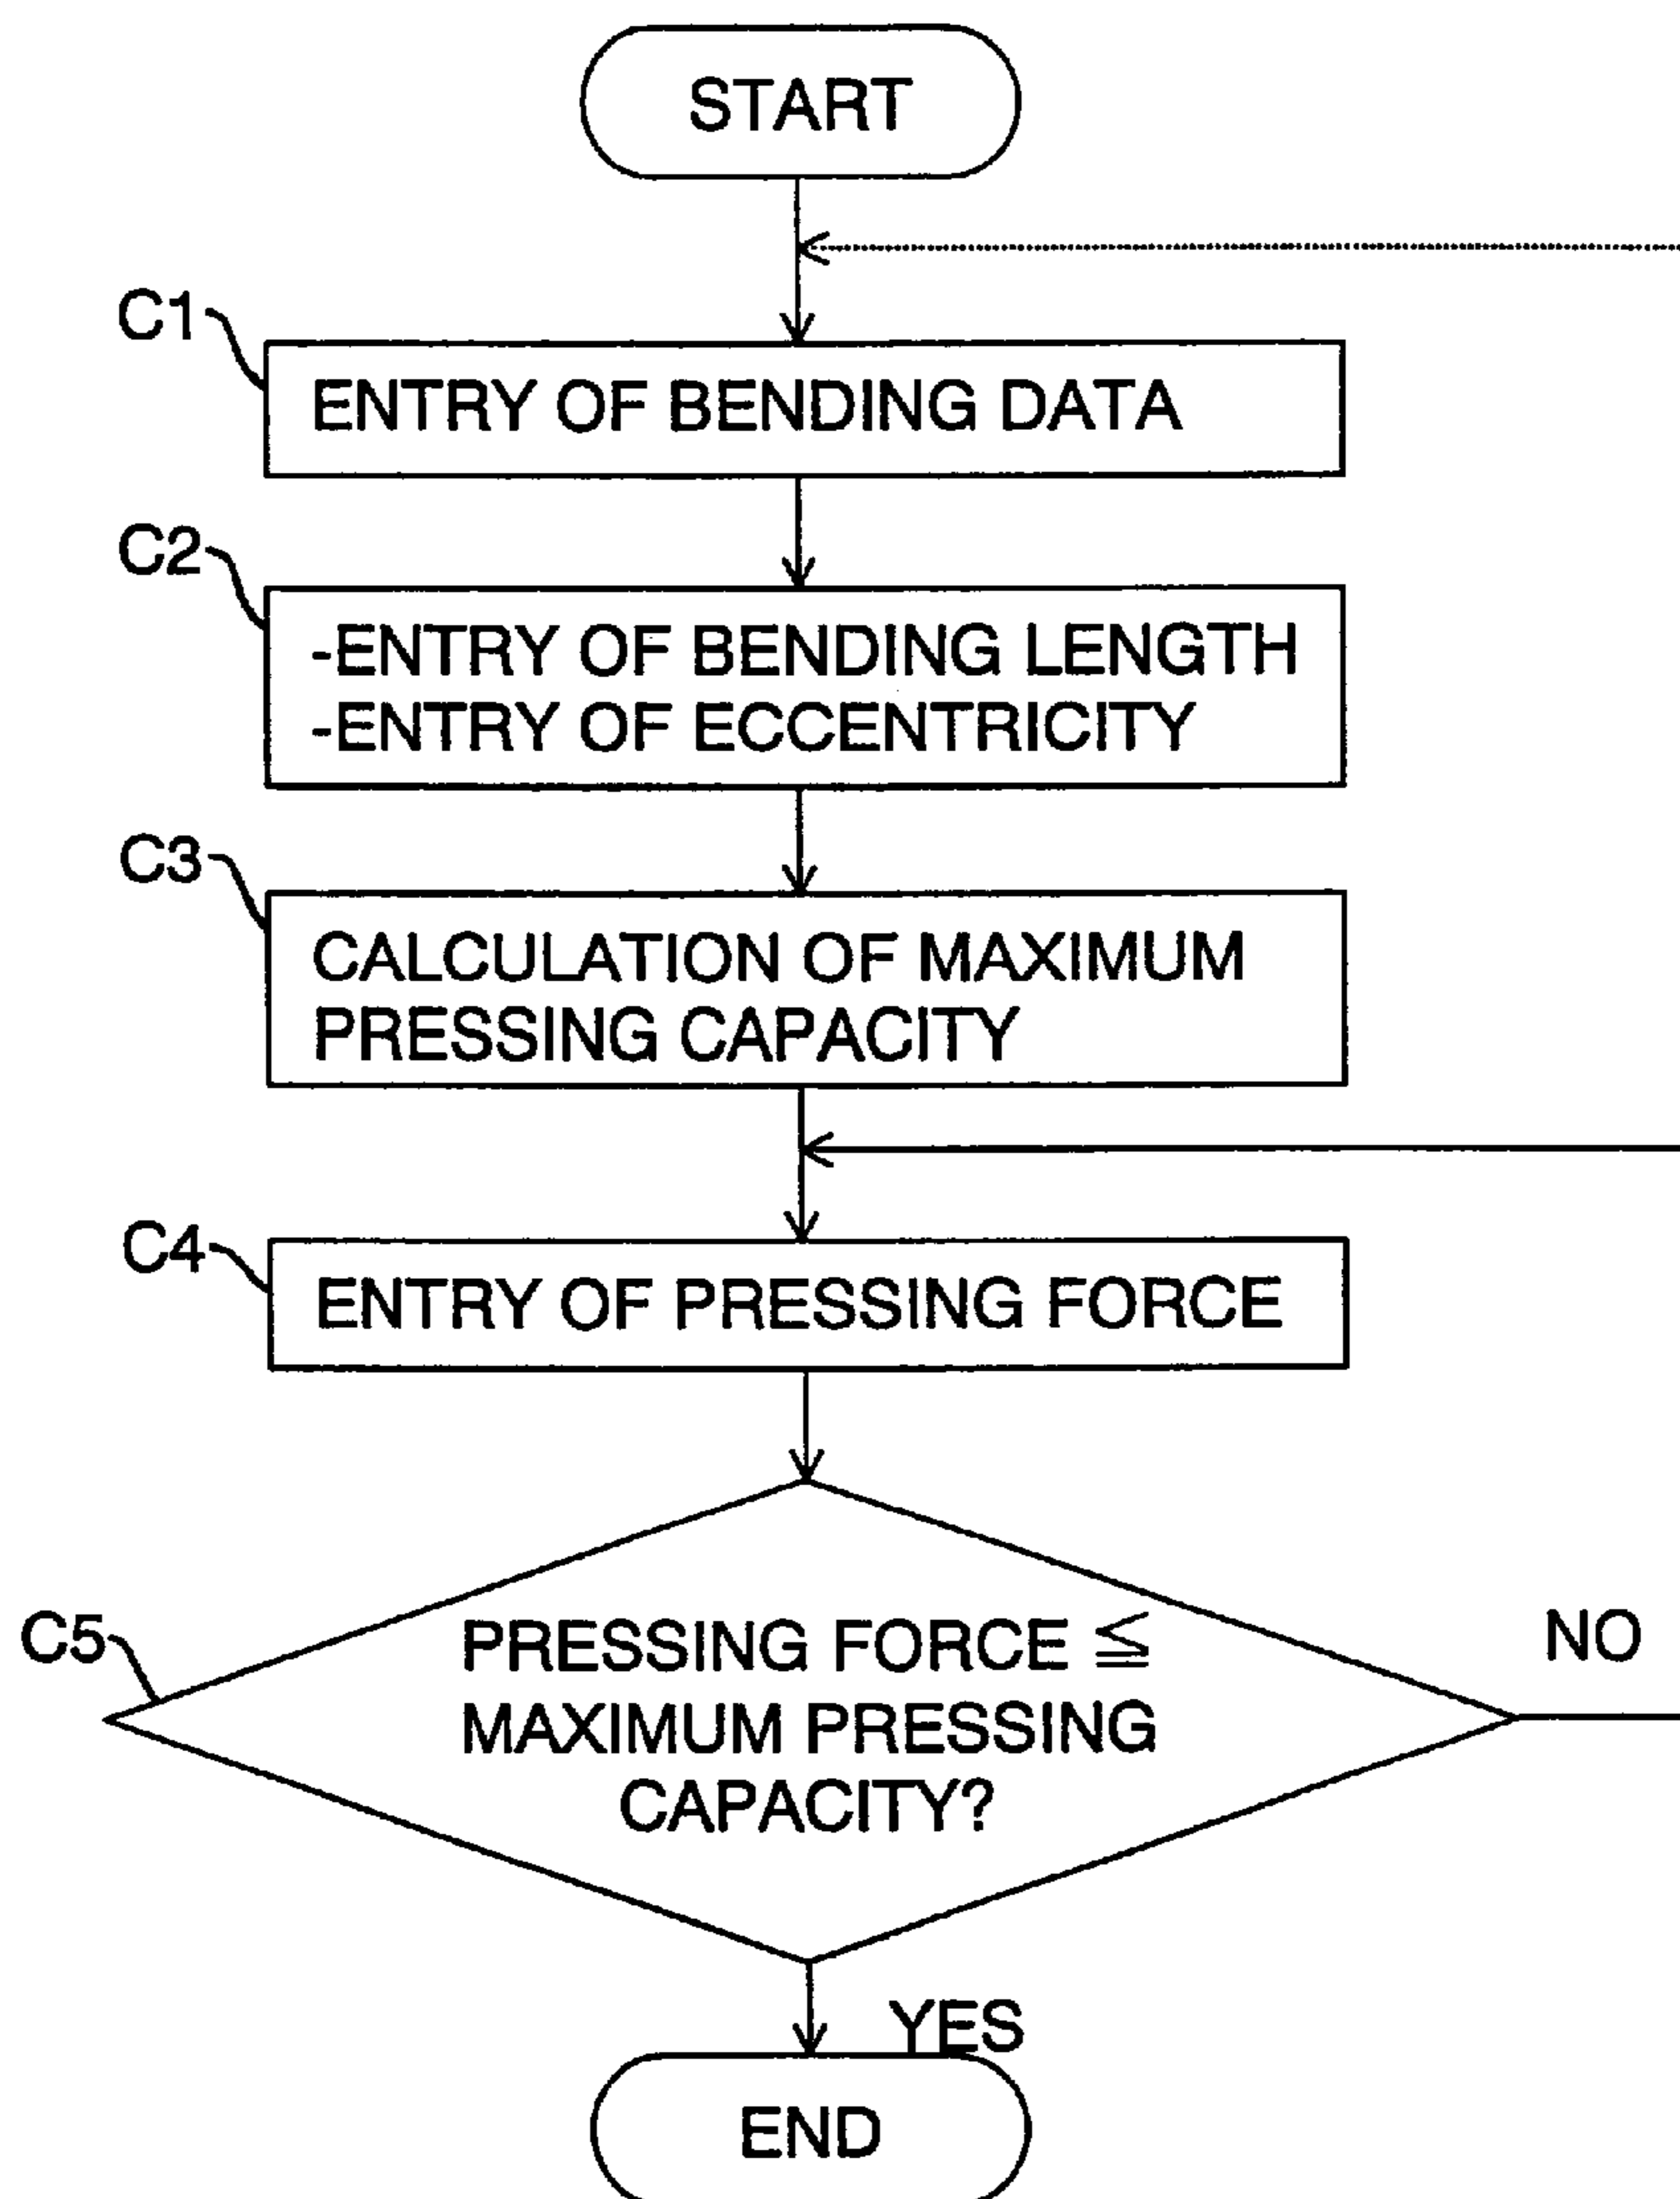 START
C1
ENTRY OF BENDING DATA
C2
-ENTRY OF BENDING LENGTH
-ENTRY OF ECCENTRICITY
C3
CALCULATION OF MAXIMUM
PRESSING CAPACITY
C4
ENTRY OF PRESSING FORCE
C5
PRESSING FORCE ≦
MAXIMUM PRESSING
CAPACITY?
NO
YES
END